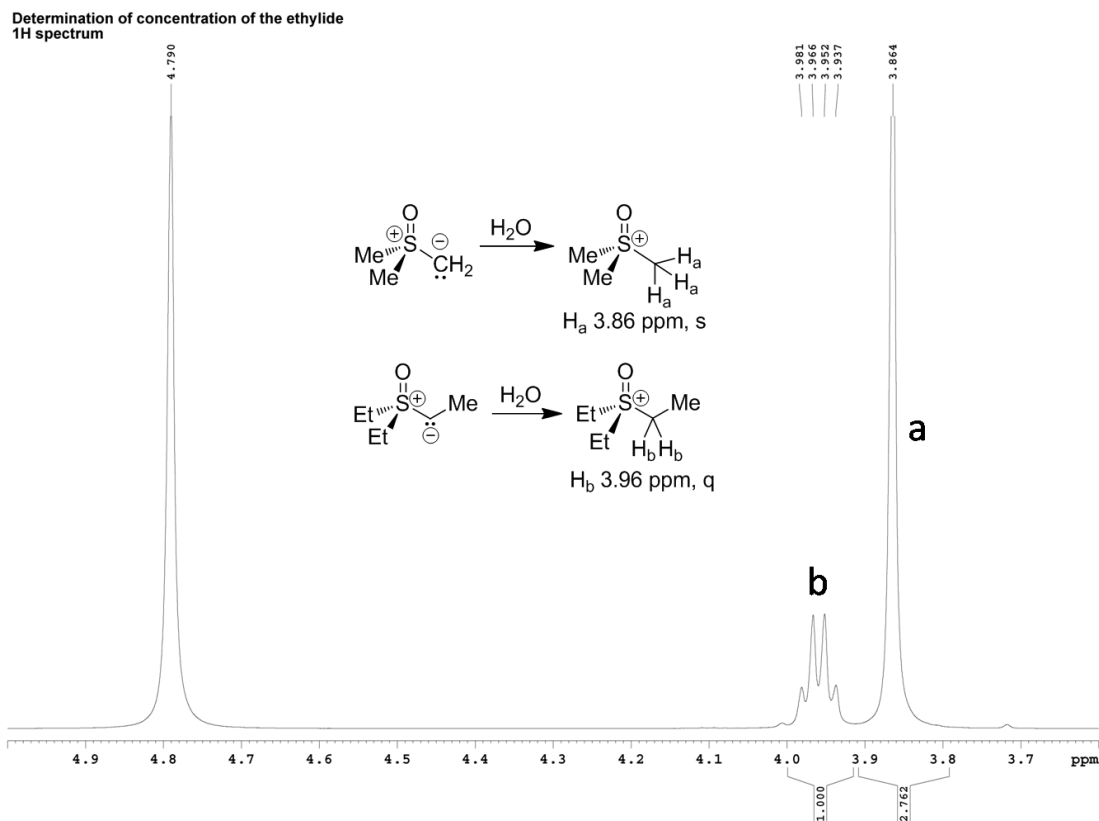 Determination of concentration of the ethylide
1H spectrum
4.790
3.981
3.966
3.952
3.937
3.864
O
S
Me
Me
CH2
H2O
O
S
Me
Me
Ha
Ha
Ha
Ha 3.86 ppm, s
O
S
Et
Et
Me
H2O
O
S
Et
Et
Me
HbHb
Hb 3.96 ppm, q
a
b
4.9 4.8 4.7 4.6 4.5 4.4 4.3 4.2 4.1 4.0 3.9 3.8 3.7 ppm
1.000
2.762